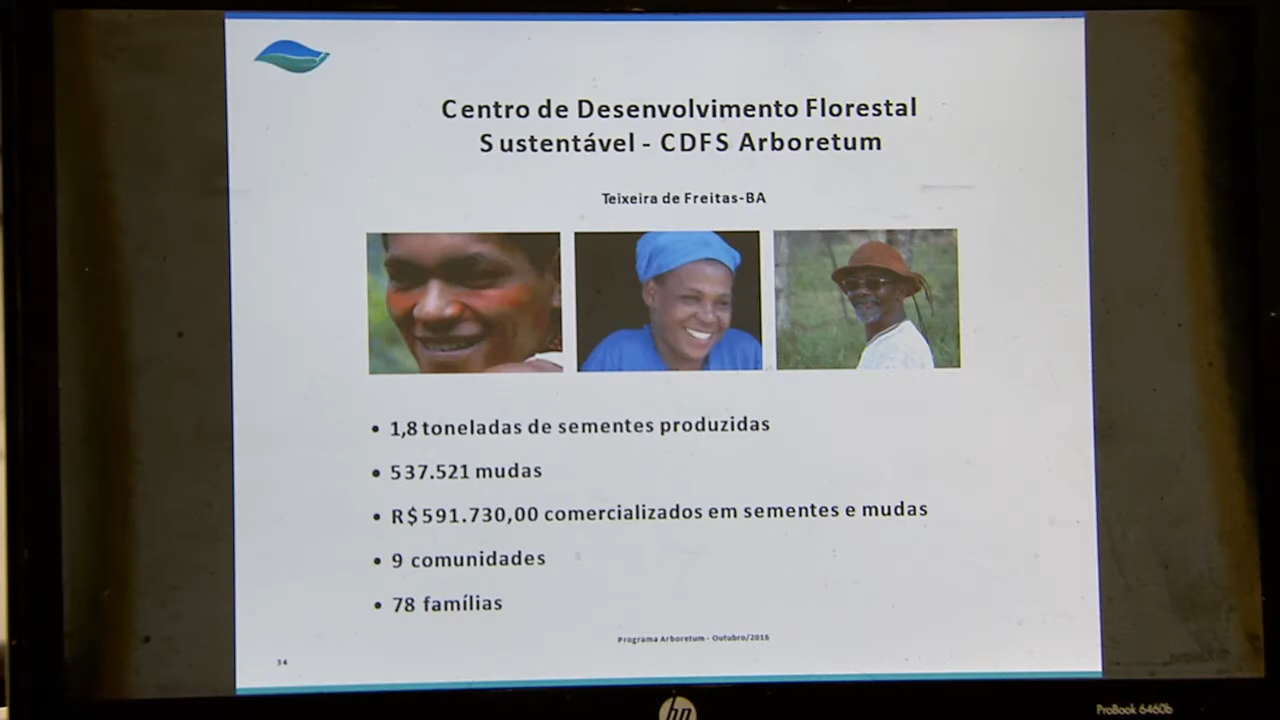 Centro de Desenvolvimento Florestal
Sustentável - CDFS Arboretum
Teixeira de Freitas-BA
• 1,8 toneladas de sementes produzidas
• 537.521 mudas
• R$591.730,00 comercializados em sementes e mudas
• 9 comunidades
• 78 famílias
Programa Arboretum - Outubro/2016
34
hp
ProBook 6460b